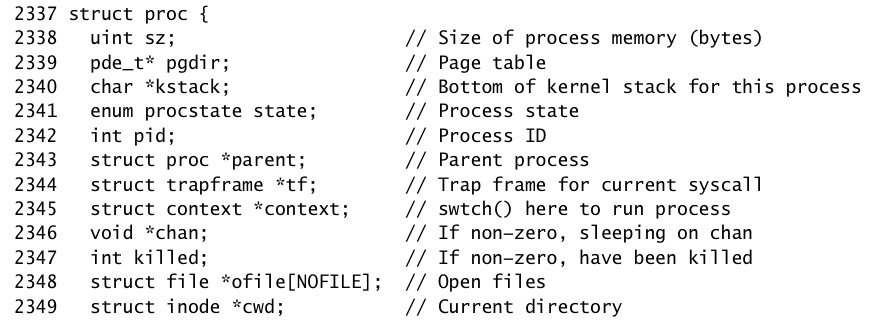 2337 struct proc {
2338   uint sz;                     // Size of process memory (bytes)
2339   pde_t* pgdir;                // Page table
2340   char *kstack;                // Bottom of kernel stack for this process
2341   enum procstate state;        // Process state
2342   int pid;                     // Process ID
2343   struct proc *parent;         // Parent process
2344   struct trapframe *tf;        // Trap frame for current syscall
2345   struct context *context;     // swtch() here to run process
2346   void *chan;                  // If non−zero, sleeping on chan
2347   int killed;                  // If non−zero, have been killed
2348   struct file *ofile[NOFILE];  // Open files
2349   struct inode *cwd;           // Current directory